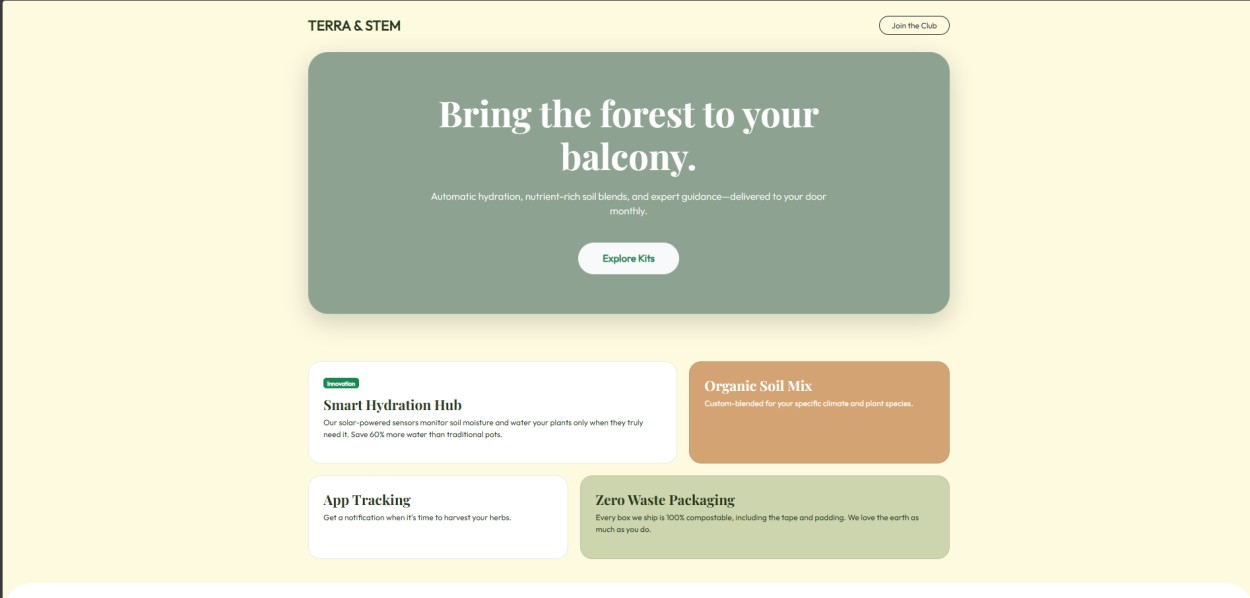 TERRA & STEM
Join the Club
Bring the forest to your
balcony.
Automatic hydration, nutrient-rich soil blends, and expert guidance—delivered to your door
monthly.
Explore Kits
Innovation
Smart Hydration Hub
Our solar-powered sensors monitor soil moisture and water your plants only when they truly
need it. Save 60% more water than traditional pots.
Organic Soil Mix
Custom-blended for your specific climate and plant species.
App Tracking
Get a notification when it's time to harvest your herbs.
Zero Waste Packaging
Every box we ship is 100% compostable, including the tape and padding. We love the earth as
much as you do.